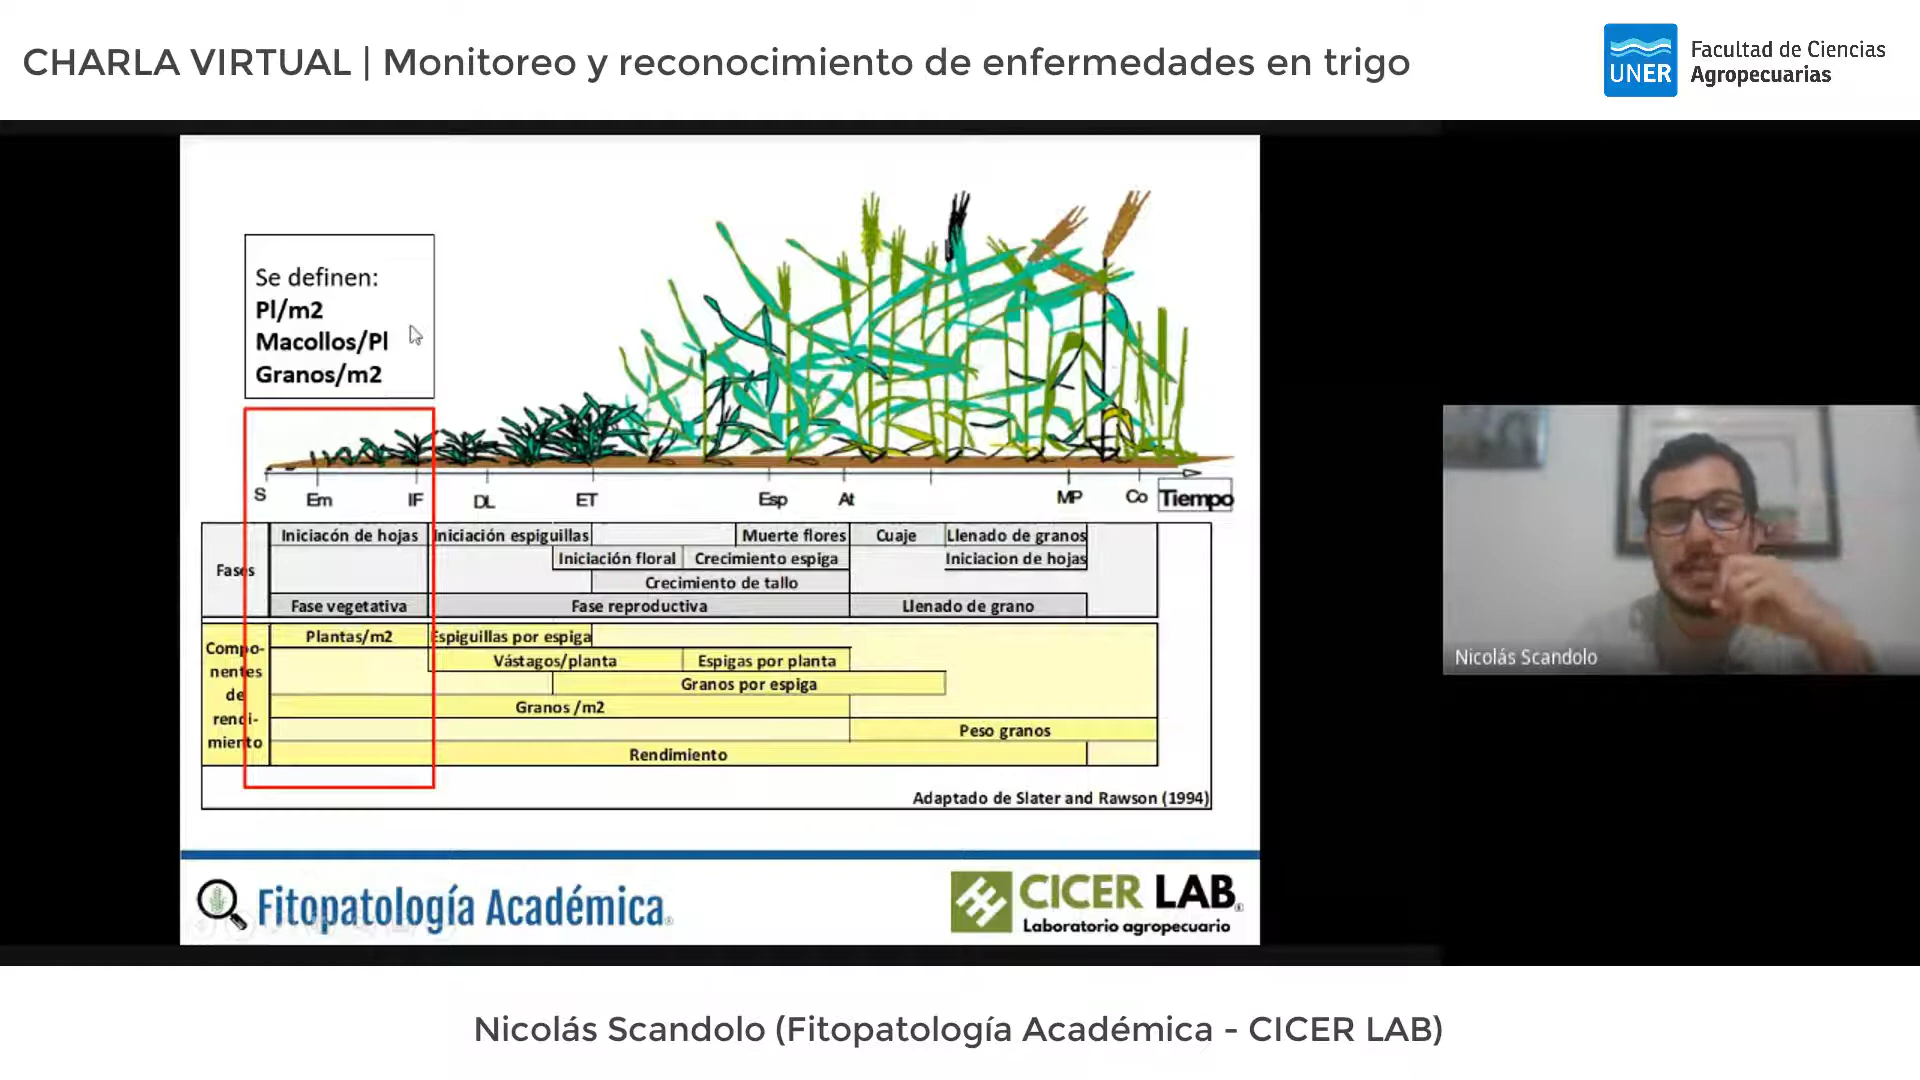 CHARLA VIRTUAL | Monitoreo y reconocimiento de enfermedades en trigo
UNER
Facultad de Ciencias
Agropecuarias
Se definen:
Pl/m2
Macollos/Pl
Granos/m2
S Em IF DL ET Esp At MP Co Tiempo
Fases
Iniciacón de hojas Iniciación espiguillas Muerte flores Cuaje Llenado de granos
Iniciación floral Crecimiento espiga Iniciacion de hojas
Crecimiento de tallo
Fase vegetativa Fase reproductiva Llenado de grano
Compo-
nentes
de
rendi-
miento
Plantas/m2 Espiguillas por espiga
Vástagos/planta Espigas por planta
Granos por espiga
Granos /m2
Peso granos
Rendimiento
Adaptado de Slater and Rawson (1994)
Fitopatología Académica®
CICER LAB®
Laboratorio agropecuario
Nicolás Scandolo
Nicolás Scandolo (Fitopatología Académica - CICER LAB)